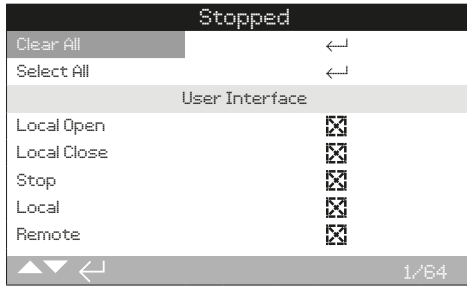 Stopped
Clear All
Select All
User Interface
Local Open
Local Close
Stop
Local
Remote
1/64